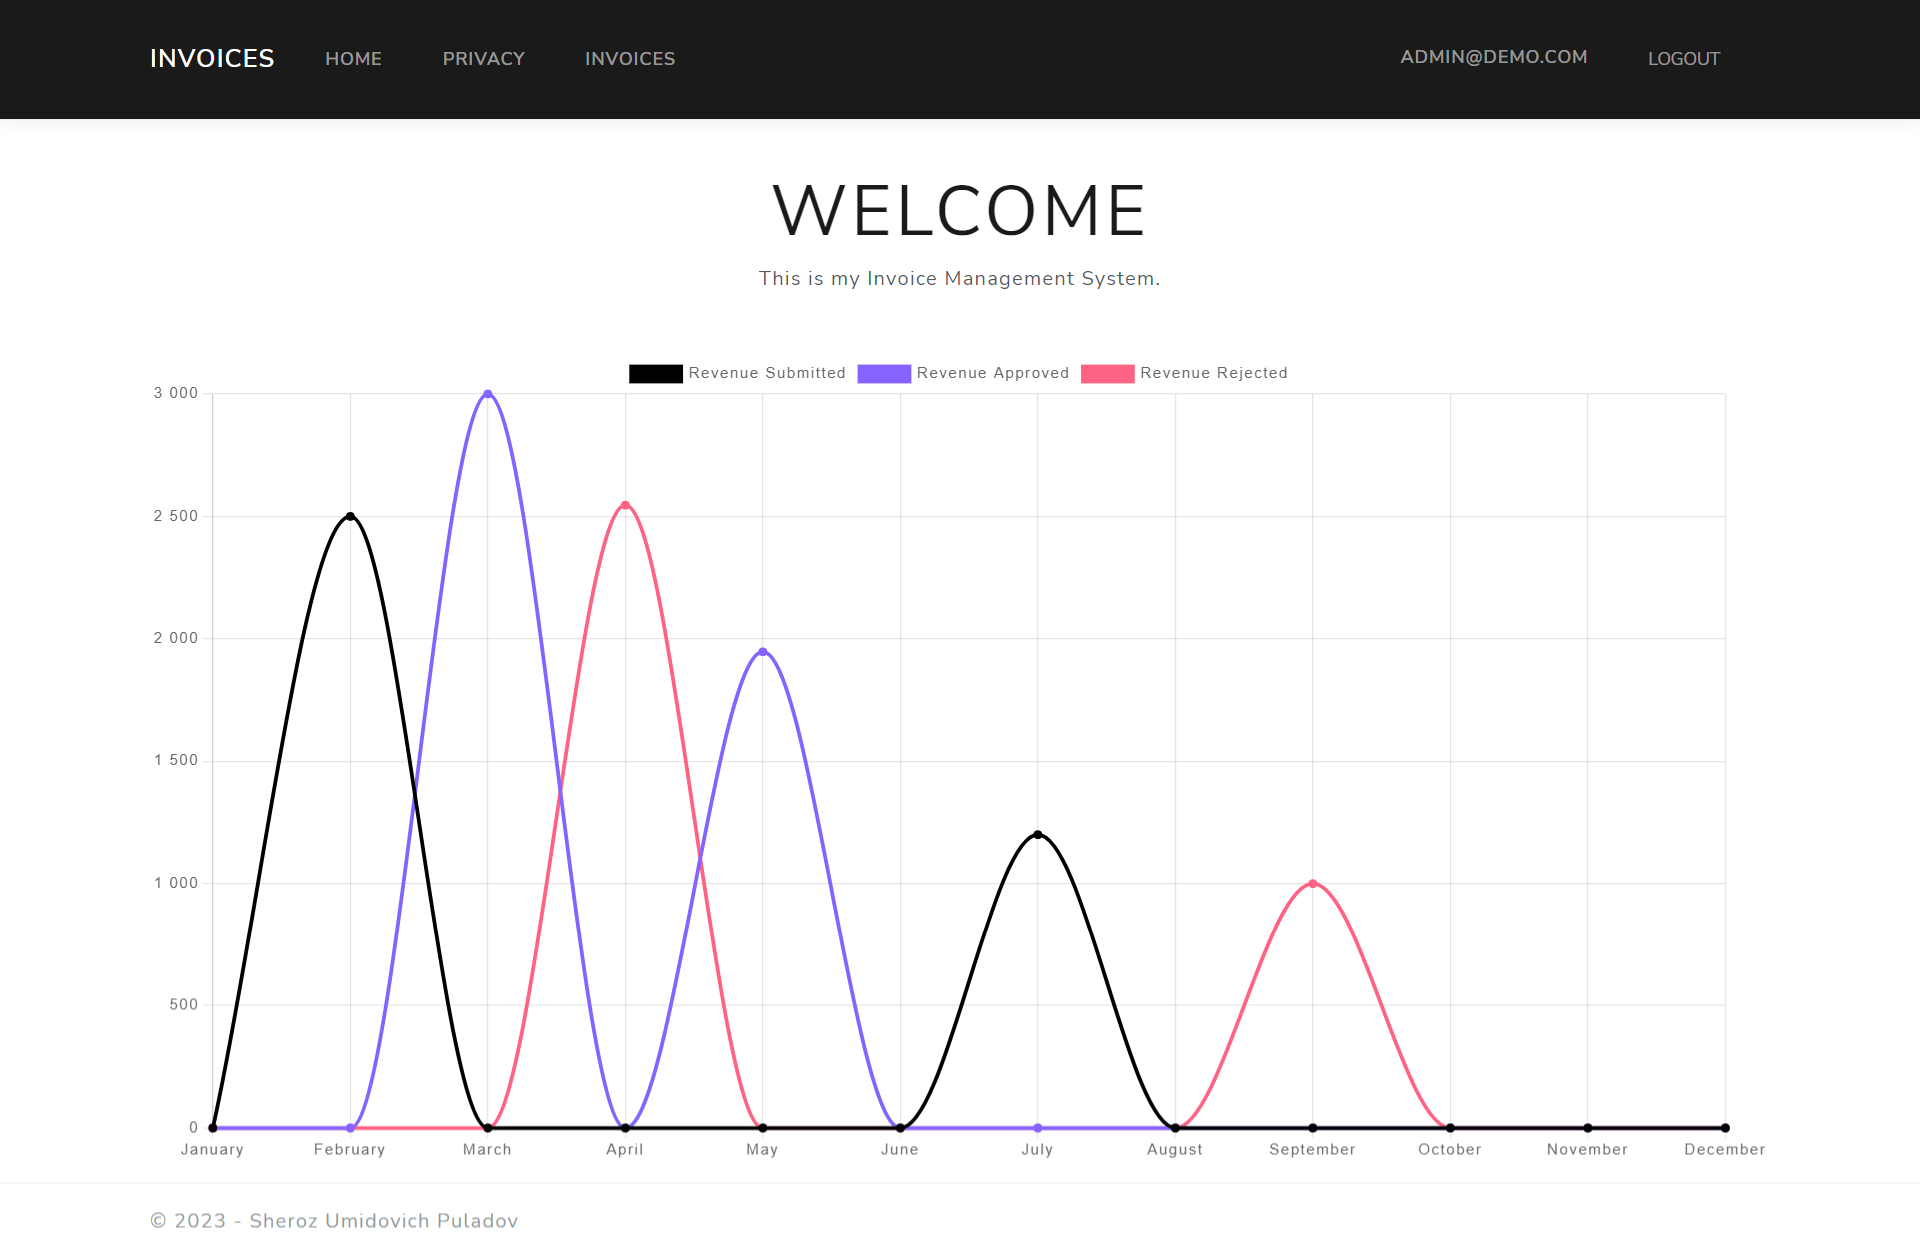 INVOICES HOME PRIVACY INVOICES ADMIN@DEMO.COM LOGOUT
WELCOME
This is my Invoice Management System.
Revenue Submitted Revenue Approved Revenue Rejected
3 000
2 500
2 000
1 500
1 000
500
0
January February March April May June July August September October November December
© 2023 - Sheroz Umidovich Puladov